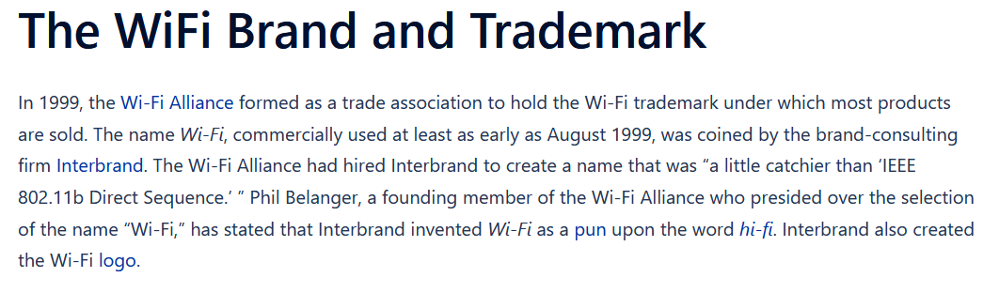 The WiFi Brand and Trademark
In 1999, the Wi-Fi Alliance formed as a trade association to hold the Wi-Fi trademark under which most products
are sold. The name Wi-Fi, commercially used at least as early as August 1999, was coined by the brand-consulting
firm Interbrand. The Wi-Fi Alliance had hired Interbrand to create a name that was “a little catchier than ‘IEEE
802.11b Direct Sequence.’ ” Phil Belanger, a founding member of the Wi-Fi Alliance who presided over the selection
of the name “Wi-Fi,” has stated that Interbrand invented Wi-Fi as a pun upon the word hi-fi. Interbrand also created
the Wi-Fi logo.